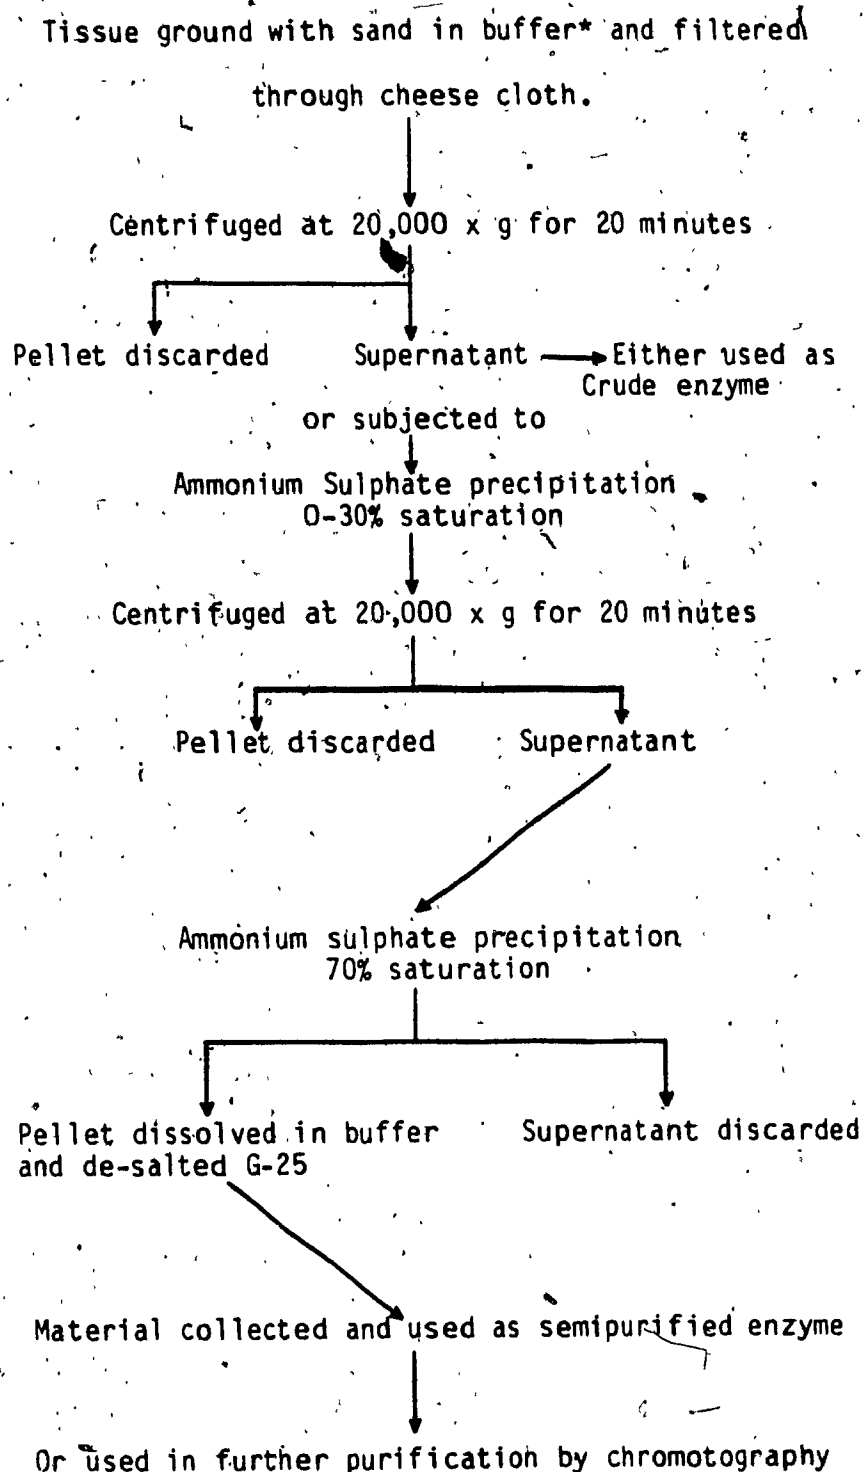 Tissue ground with sand in buffer* and filtered
through cheese cloth.
Centrifuged at 20,000 x g for 20 minutes
Pellet discarded
Supernatant
Either used as
Crude enzyme
or subjected to
Ammonium Sulphate precipitation
0-30% saturation
Centrifuged at 20,000 x g for 20 minutes
Pellet discarded
Supernatant
Ammonium sulphate precipitation
70% saturation
Pellet dissolved in buffer
and de-salted G-25
Supernatant discarded
Material collected and used as semipurified enzyme
Or used in further purification by chromotography